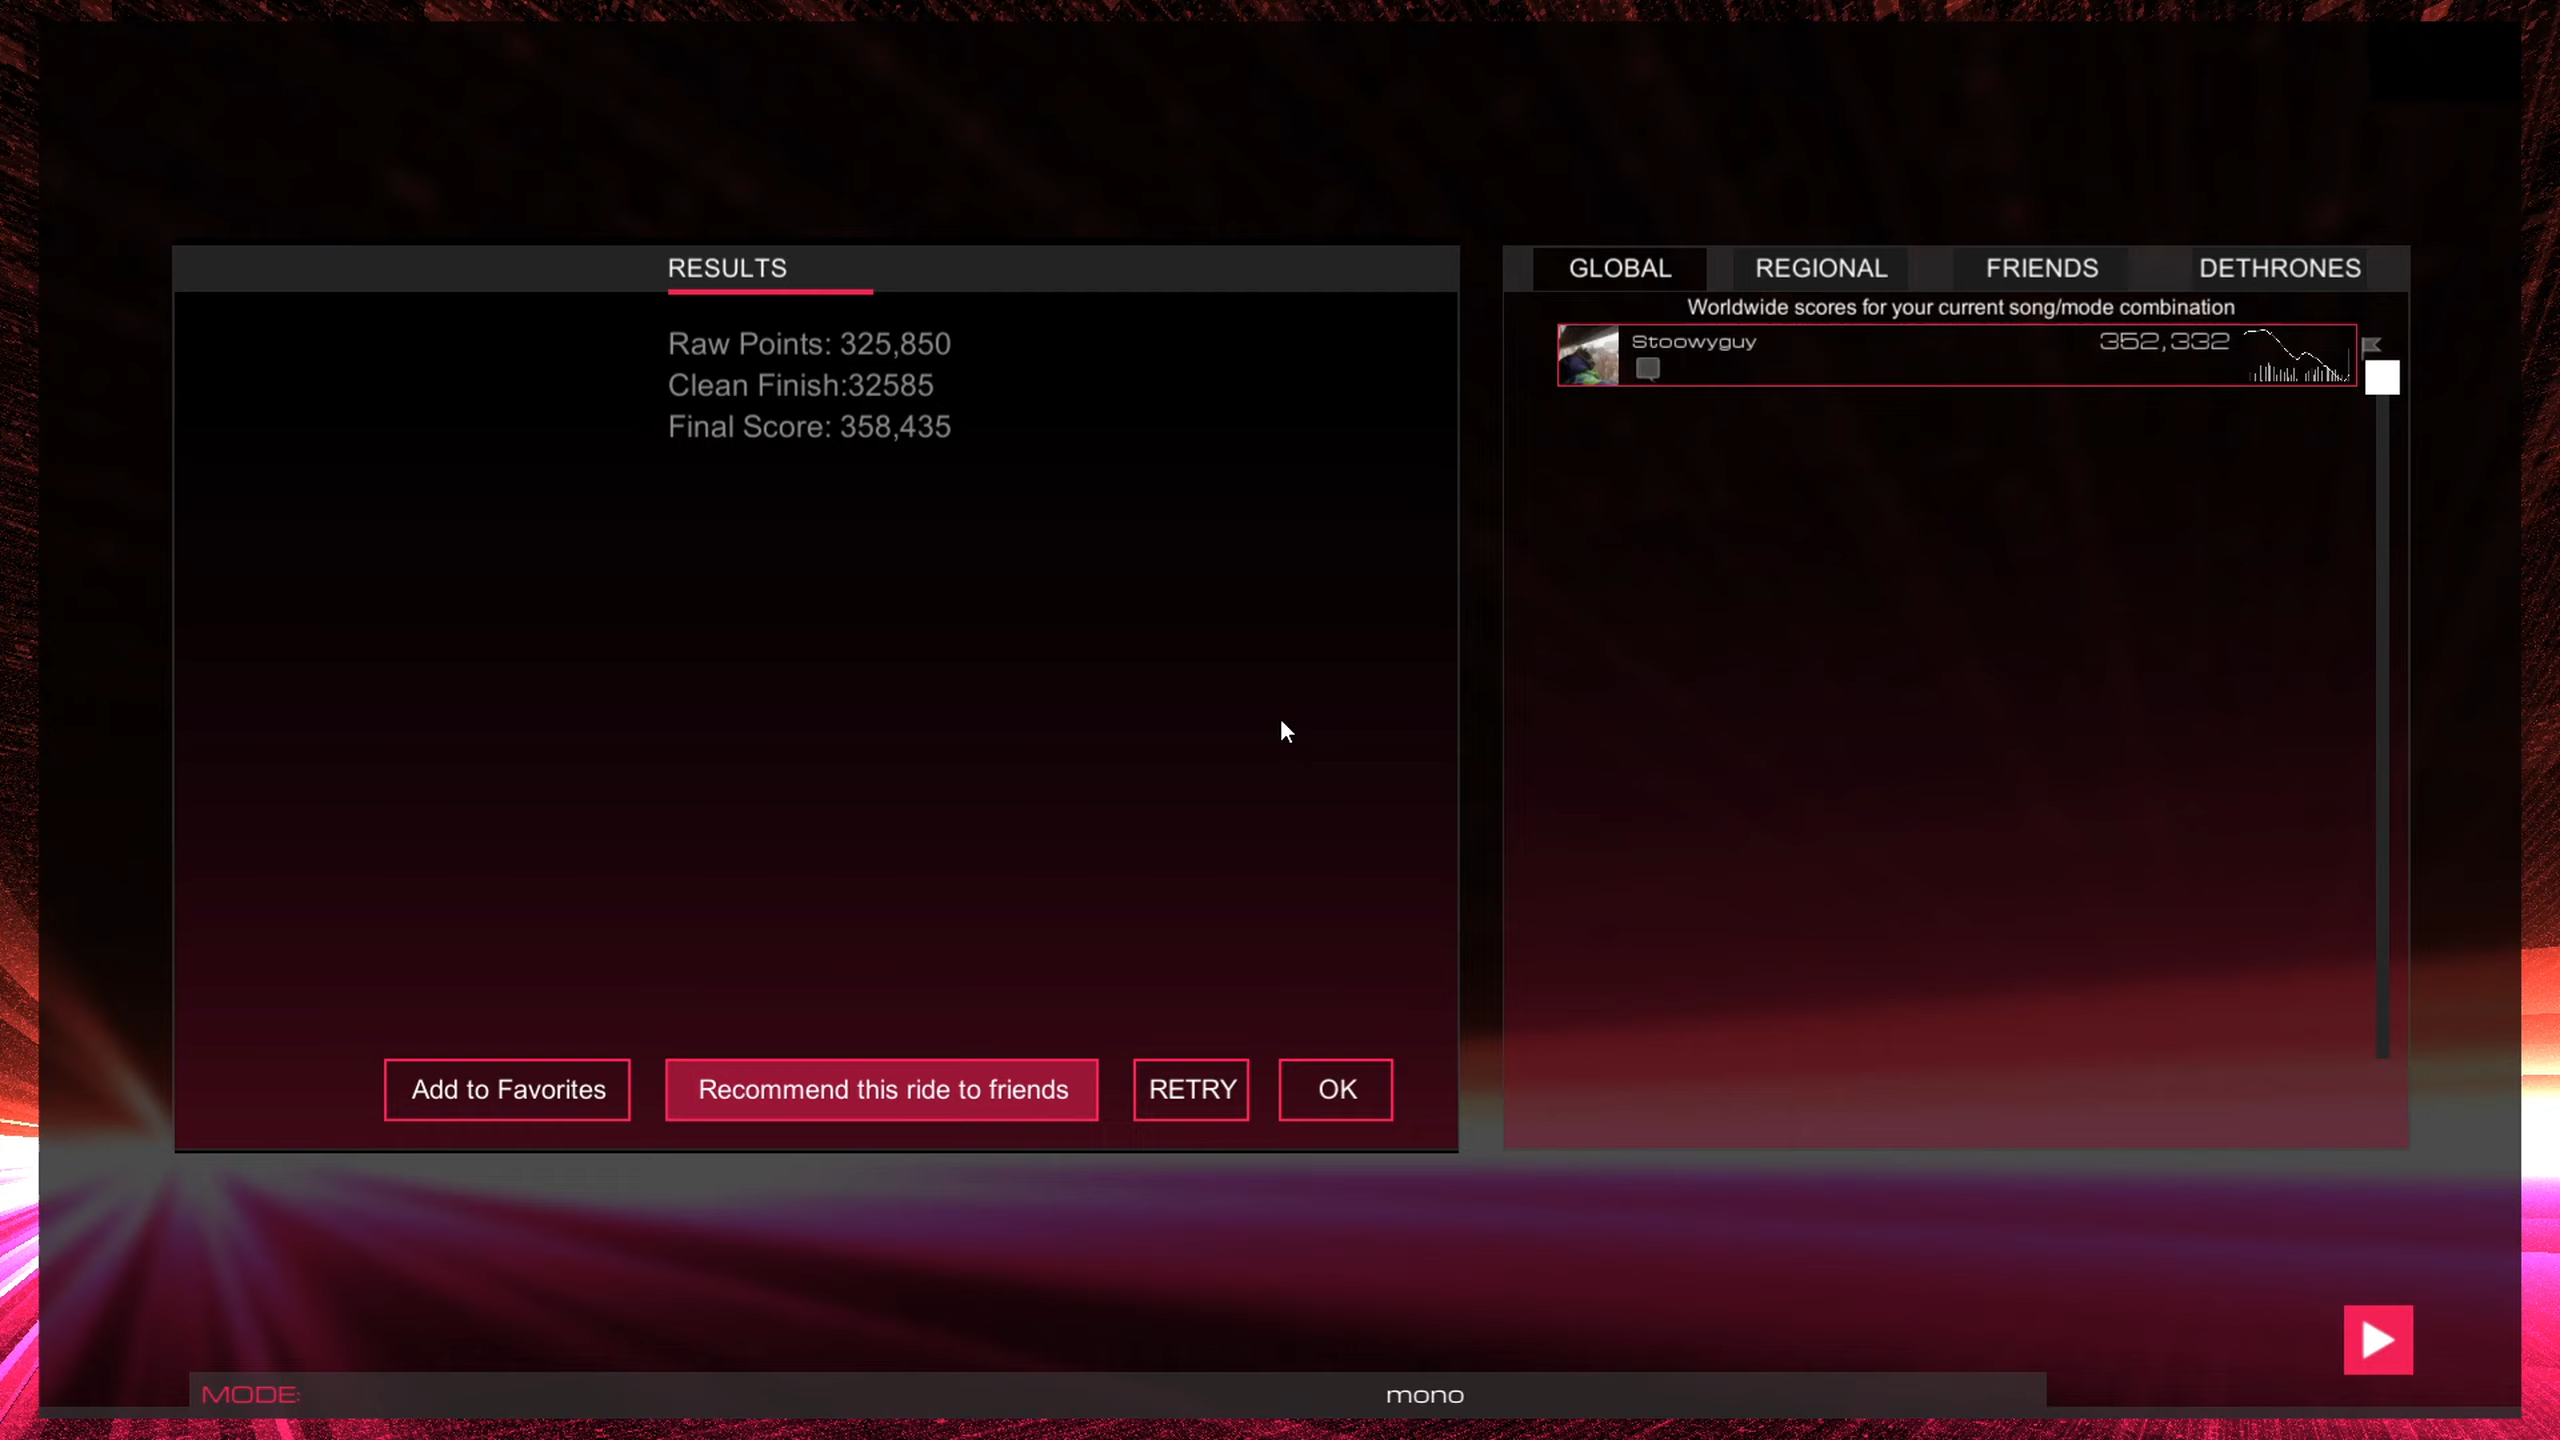 RESULTS
Raw Points: 325,850
Clean Finish:32585
Final Score: 358,435
Add to Favorites
Recommend this ride to friends
RETRY
OK
GLOBAL
REGIONAL
FRIENDS
DETHRONES
Worldwide scores for your current song/mode combination
Stoowyguy
352,332
MODE:
mono